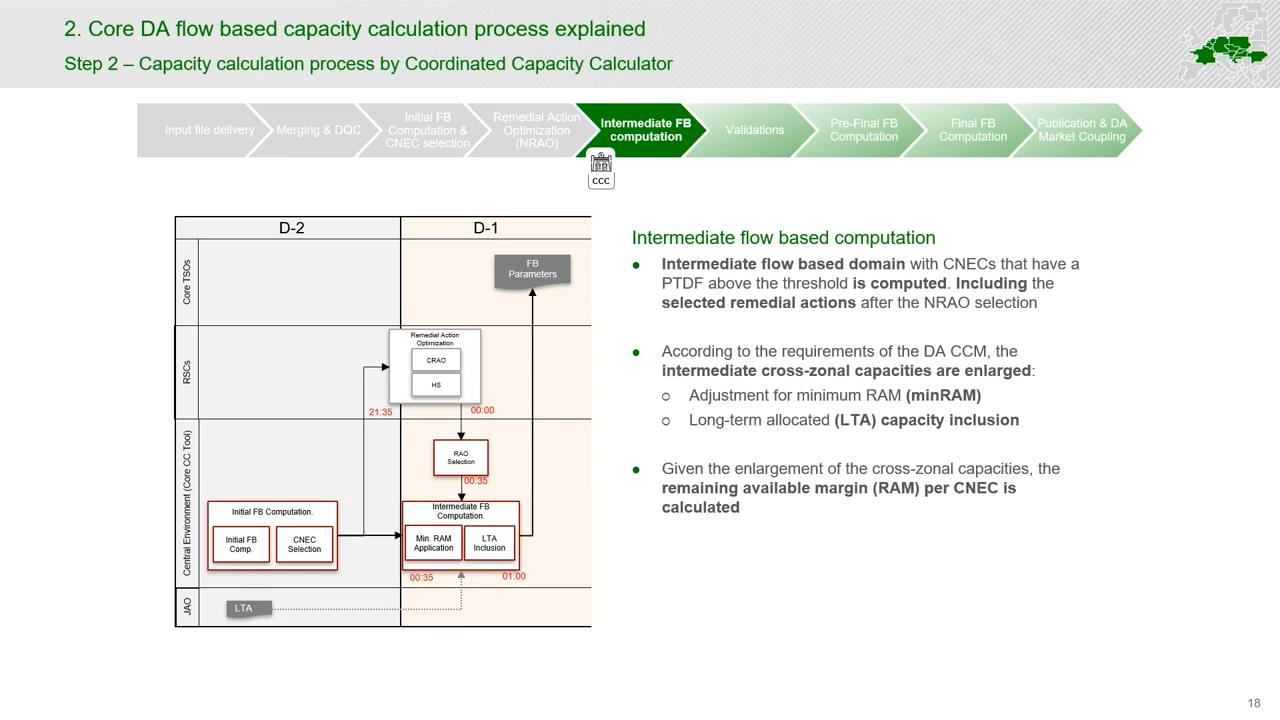 2. Core DA flow based capacity calculation process explained
Step 2 – Capacity calculation process by Coordinated Capacity Calculator
Input file delivery
Merging & DQC
Initial FB
Computation &
CNEC selection
Remedial Action
Optimization
(NRAO)
Intermediate FB
computation
Validations
Pre-Final FB
Computation
Final FB
Computation
Publication & DA
Market Coupling
CCC
D-2
D-1
Core TSOs
FB
Parameters
RSCs
Remedial Action
Optimization
CRAO
HS
21:35
00:00
Central Environment (Core CC Tool)
RAO
Selection
00:35
Initial FB Computation.
Initial FB
Comp.
CNEC
Selection
Intermediate FB
Computation.
Min. RAM
Application
LTA
Inclusion
00:35
01:00
JAO
LTA
Intermediate flow based computation
● Intermediate flow based domain with CNECs that have a
PTDF above the threshold is computed. Including the
selected remedial actions after the NRAO selection
● According to the requirements of the DA CCM, the
intermediate cross-zonal capacities are enlarged:
o Adjustment for minimum RAM (minRAM)
o Long-term allocated (LTA) capacity inclusion
● Given the enlargement of the cross-zonal capacities, the
remaining available margin (RAM) per CNEC is
calculated
18